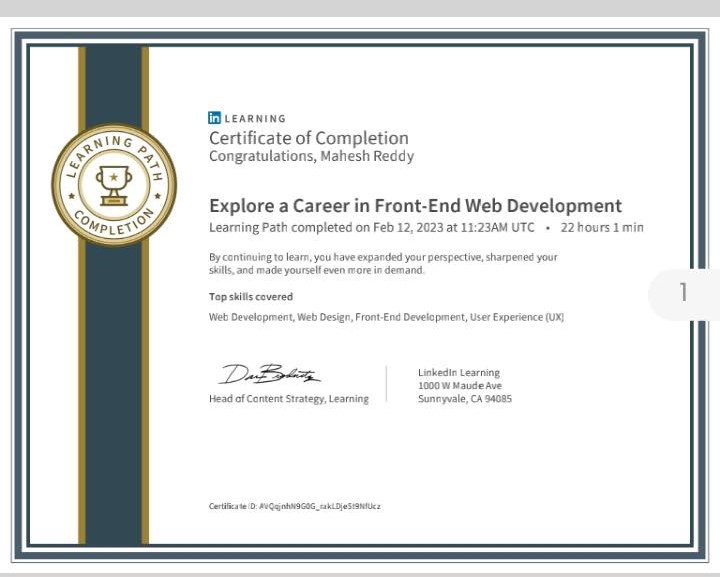 in LEARNING
Certificate of Completion
Congratulations, Mahesh Reddy
LEARNING PATH
COMPLETION
Explore a Career in Front-End Web Development
Learning Path completed on Feb 12, 2023 at 11:23AM UTC • 22 hours 1 min
By continuing to learn, you have expanded your perspective, sharpened your
skills, and made yourself even more in demand.
Top skills covered
Web Development, Web Design, Front-End Development, User Experience (UX)
Head of Content Strategy, Learning
LinkedIn Learning
1000 W Maude Ave
Sunnyvale, CA 94085
Certificate ID:
1